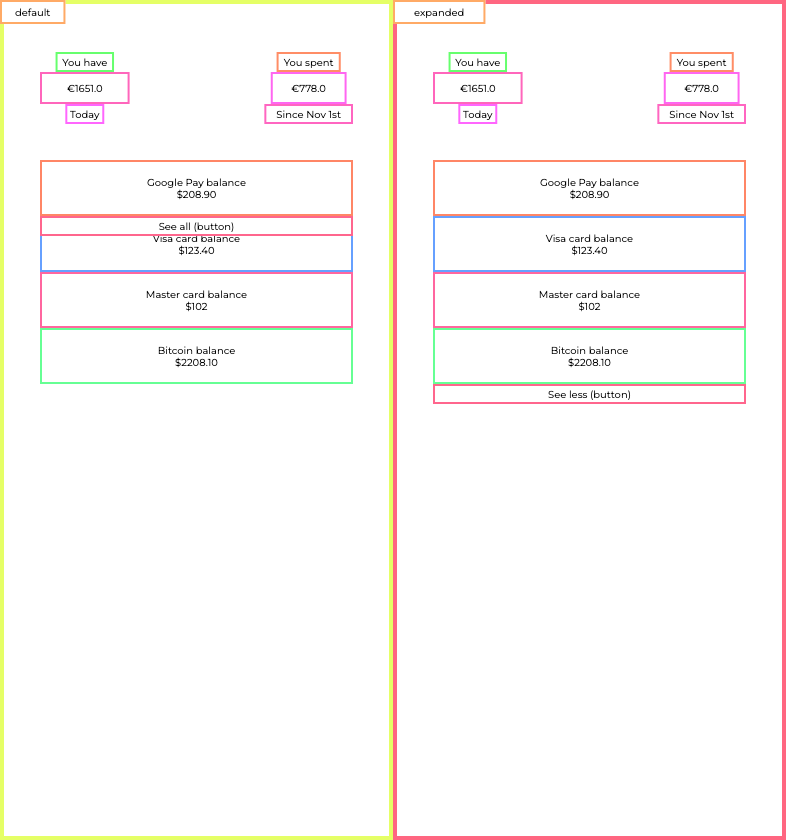 default
You have
You spent
€1651.0
€778.0
Today
Since Nov 1st
Google Pay balance
$208.90
See all (button)
Visa card balance
$123.40
Master card balance
$102
Bitcoin balance
$2208.10
expanded
You have
You spent
€1651.0
€778.0
Today
Since Nov 1st
Google Pay balance
$208.90
Visa card balance
$123.40
Master card balance
$102
Bitcoin balance
$2208.10
See less (button)